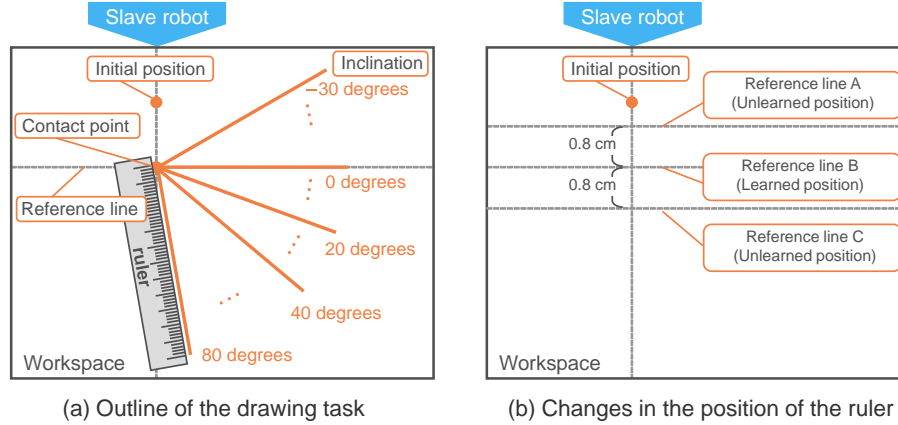 Slave robot
Initial position
Inclination
−30 degrees
Contact point
0 degrees
Reference line
20 degrees
ruler
40 degrees
80 degrees
Workspace
(a) Outline of the drawing task
Slave robot
Initial position
Reference line A
(Unlearned position)
0.8 cm
Reference line B
(Learned position)
0.8 cm
Reference line C
(Unlearned position)
Workspace
(b) Changes in the position of the ruler